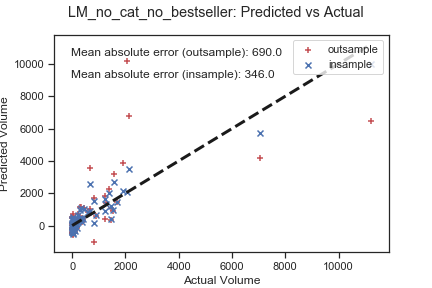 LM_no_cat_no_bestseller: Predicted vs Actual
Mean absolute error (outsample): 690.0
Mean absolute error (insample): 346.0
outsample
insample
10000
8000
6000
4000
2000
0
Predicted Volume
0
2000
4000
6000
8000
10000
Actual Volume